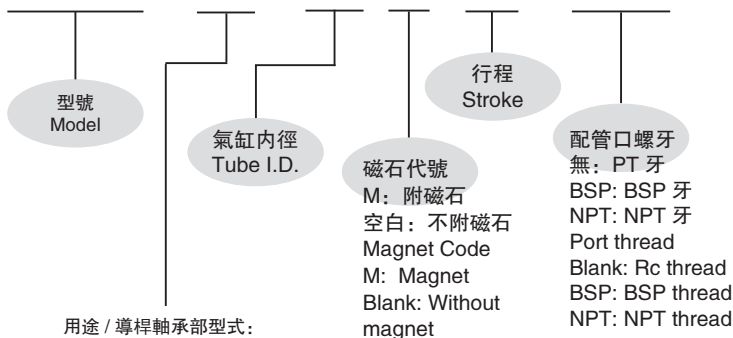 型號
Model
氣缸内徑
Tube I.D.
行程
Stroke
磁石代號
M：附磁石
空白：不附磁石
Magnet Code
M: Magnet
Blank: Without
magnet
配管口螺牙
無：PT 牙
BSP: BSP 牙
NPT: NPT 牙
Port thread
Blank: Rc thread
BSP: BSP thread
NPT: NPT thread
用途 / 導桿軸承部型式：